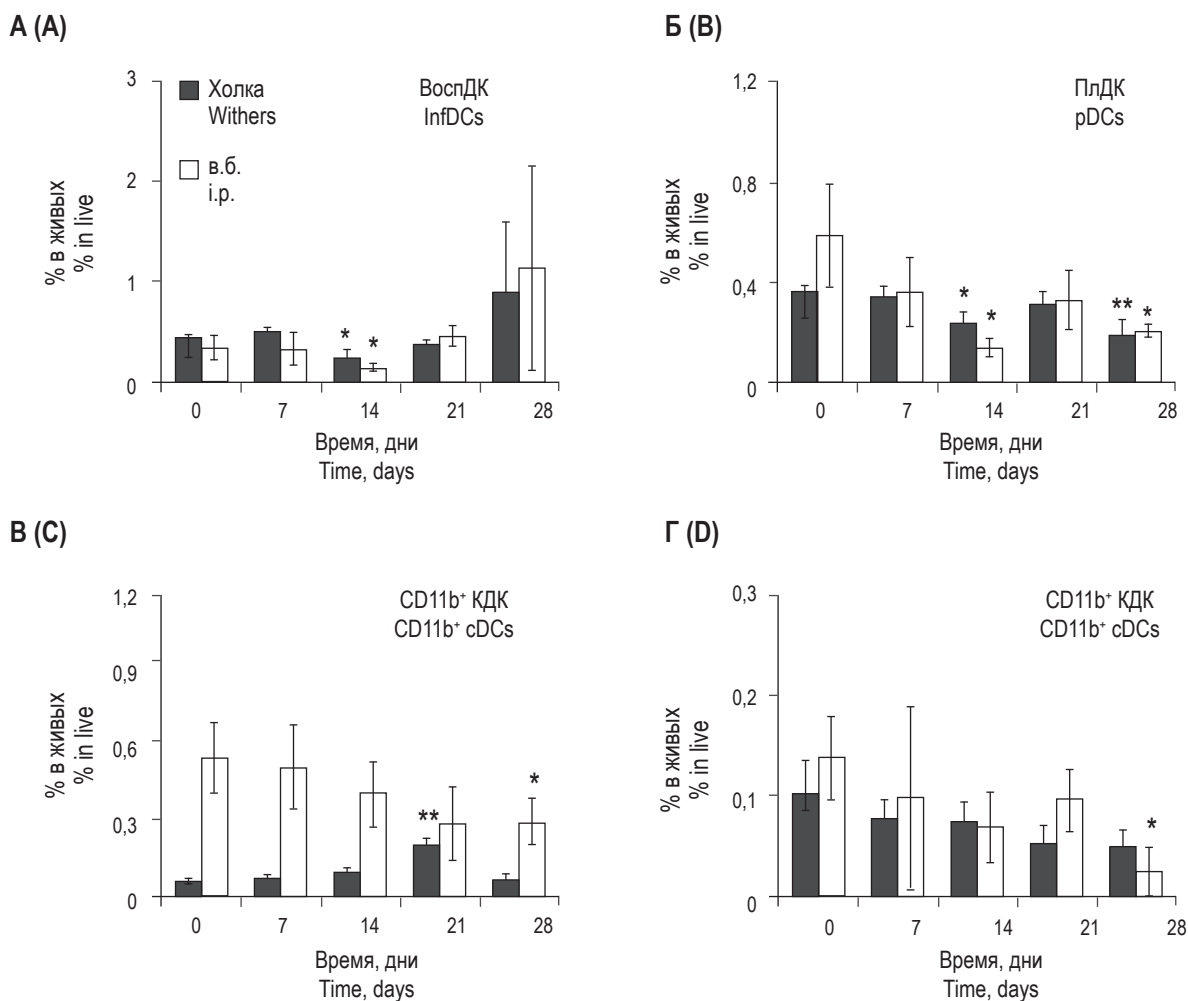 А (A)
3
2
1
0
% в живых
% in live
Холка
Withers
в.б.
i.p.
ВоспДК
InfDCs
*
*
0
7
14
21
28
Время, дни
Time, days
Б (B)
1,2
0,8
0,4
0
% в живых
% in live
ПлДК
pDCs
*
*
**
*
0
7
14
21
28
Время, дни
Time, days
В (C)
1,2
0,9
0,6
0,3
0
% в живых
% in live
CD11b⁺ КДК
CD11b⁺ cDCs
**
*
0
7
14
21
28
Время, дни
Time, days
Г (D)
0,3
0,2
0,1
0
% в живых
% in live
CD11b⁺ КДК
CD11b⁺ cDCs
*
0
7
14
21
28
Время, дни
Time, days